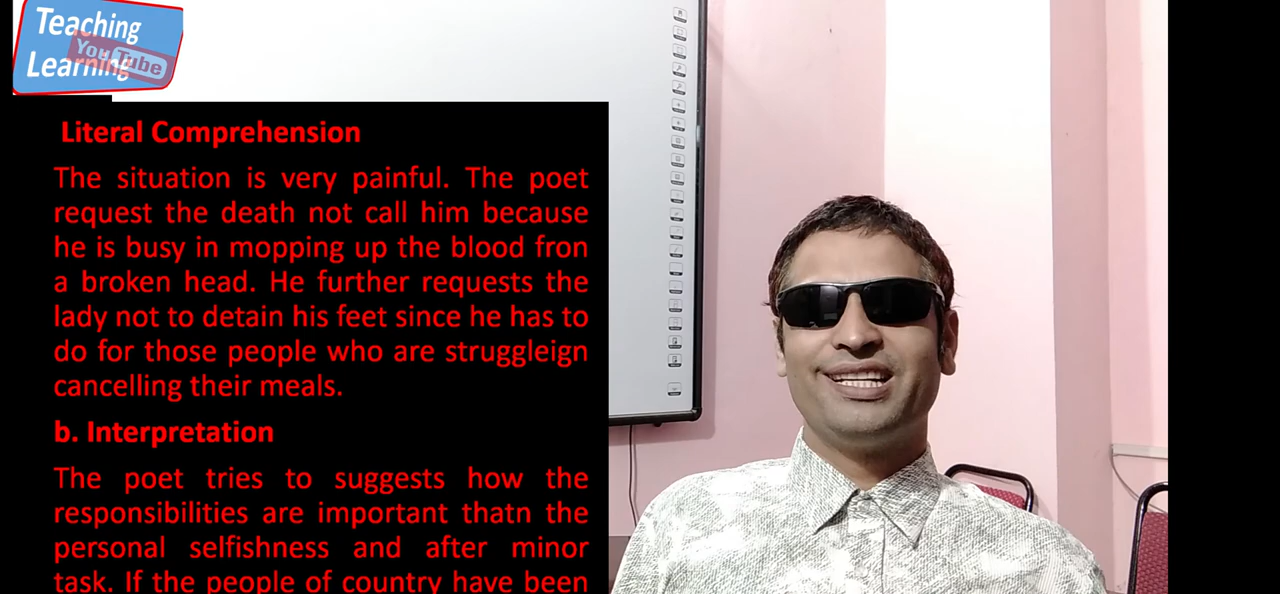 Teaching
YouTube
Learning
Literal Comprehension
The situation is very painful. The poet
request the death not call him because
he is busy in mopping up the blood fron
a broken head. He further requests the
lady not to detain his feet since he has to
do for those people who are struggleign
cancelling their meals.
b. Interpretation
The poet tries to suggests how the
responsibilities are important thatn the
personal selfishness and after minor
task. If the people of country have been